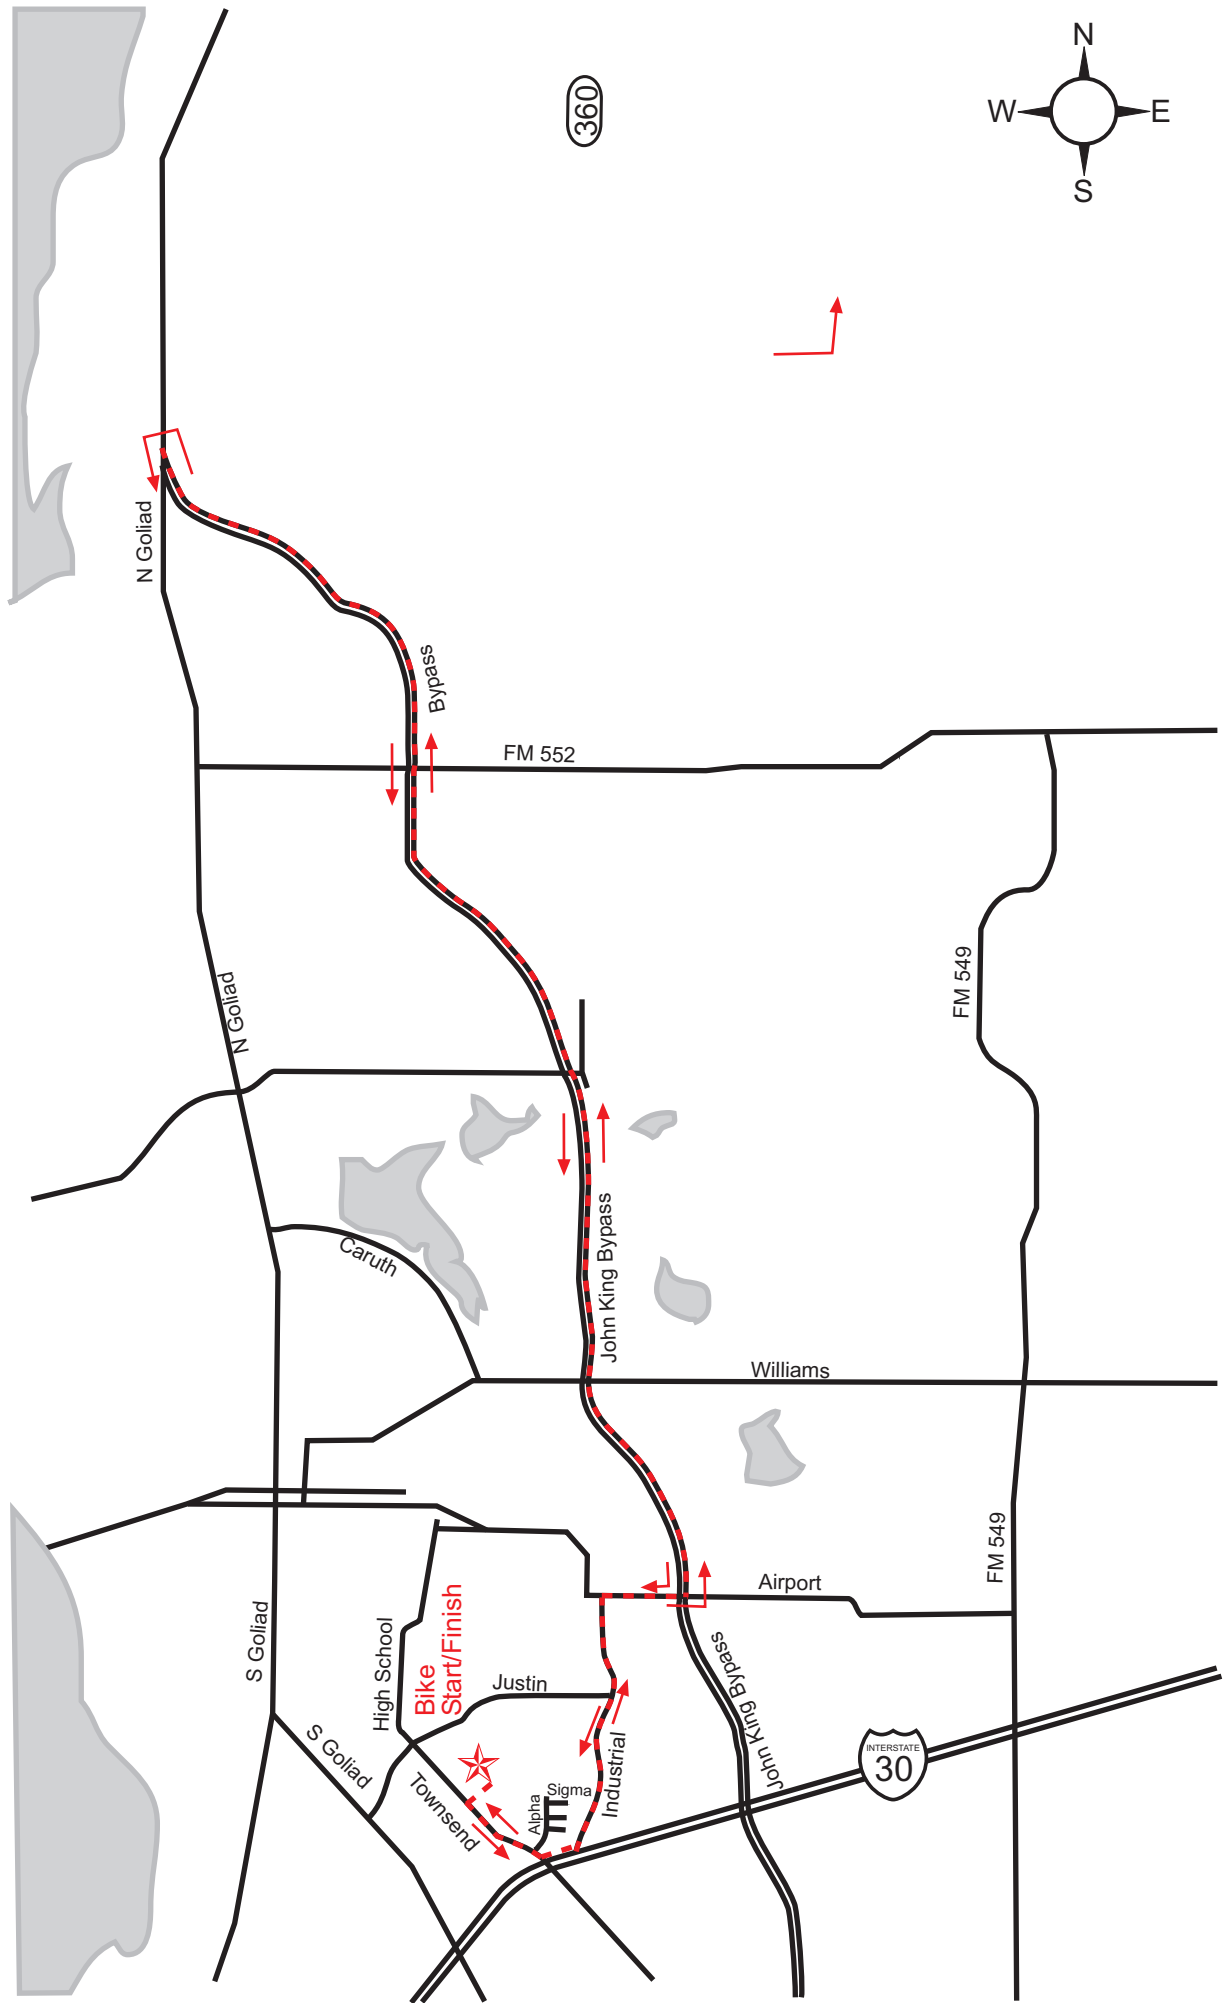 N
360
W
E
S
N Goliad
Bypass
FM 552
N Goliad
FM 549
John King Bypass
Caruth
Williams
FM 549
Airport
S Goliad
High School
Bike
Start/Finish
Justin
John King Bypass
S Goliad
Industrial
INTERSTATE
30
Townsend
Alpha
Sigma